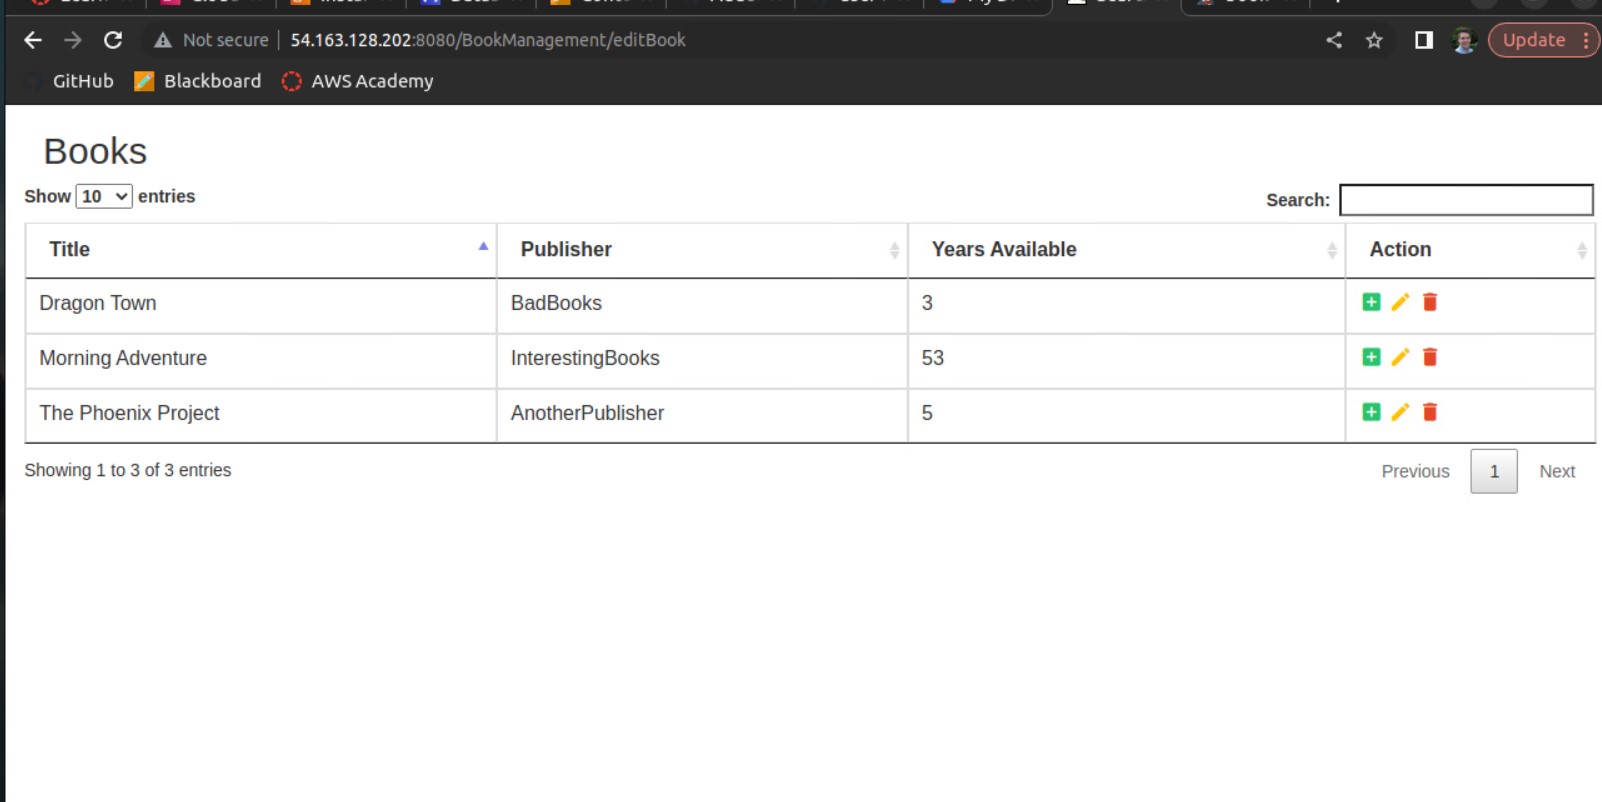 Not secure 54.163.128.202:8080/BookManagement/editBook Update
GitHub Blackboard AWS Academy
Books
Show 10 entries Search:
Title Publisher Years Available Action
Dragon Town BadBooks 3
Morning Adventure InterestingBooks 53
The Phoenix Project AnotherPublisher 5
Showing 1 to 3 of 3 entries Previous 1 Next